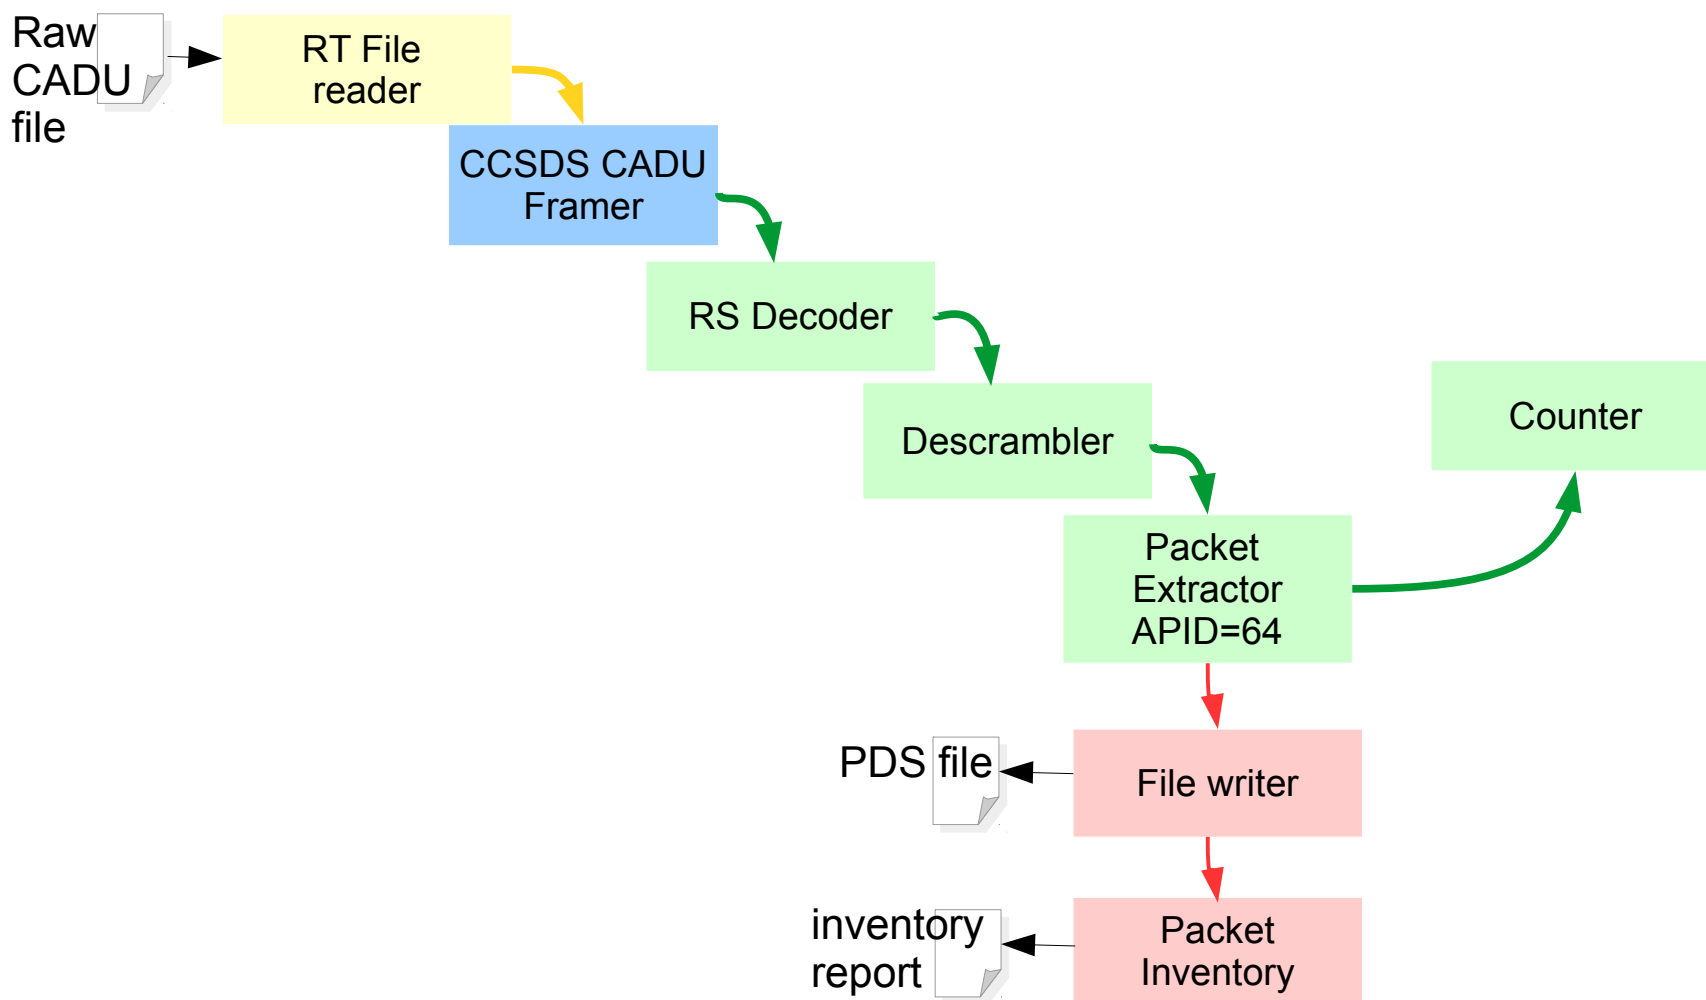 Raw
CADU
file
RT File
reader
CCSDS CADU
Framer
RS Decoder
Descrambler
Counter
Packet
Extractor
APID=64
PDS file
File writer
inventory
report
Packet
Inventory